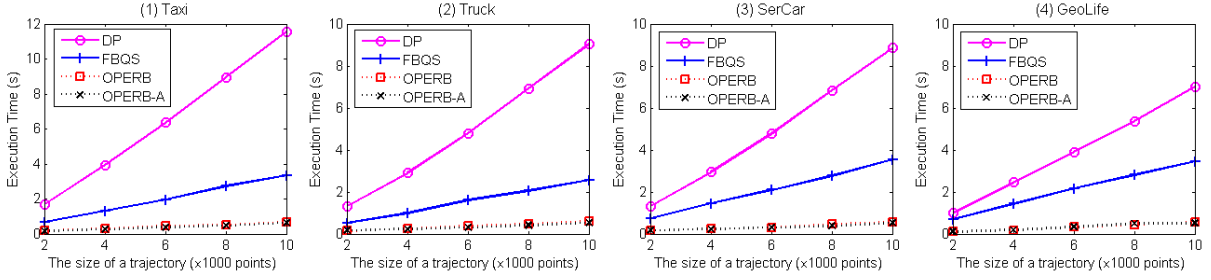 (1) Taxi
12
10
8
6
4
2
0
Execution Time (s)
DP
FBQS
OPERB
OPERB-A
2 4 6 8 10
The size of a trajectory (×1000 points)
(2) Truck
10
8
6
4
2
0
Execution Time (s)
DP
FBQS
OPERB
OPERB-A
2 4 6 8 10
The size of a trajectory (×1000 points)
(3) SerCar
10
8
6
4
2
0
Execution Time (s)
DP
FBQS
OPERB
OPERB-A
2 4 6 8 10
The size of a trajectory (×1000 points)
(4) GeoLife
10
8
6
4
2
0
Execution Time (s)
DP
FBQS
OPERB
OPERB-A
2 4 6 8 10
The size of a trajectory (×1000 points)